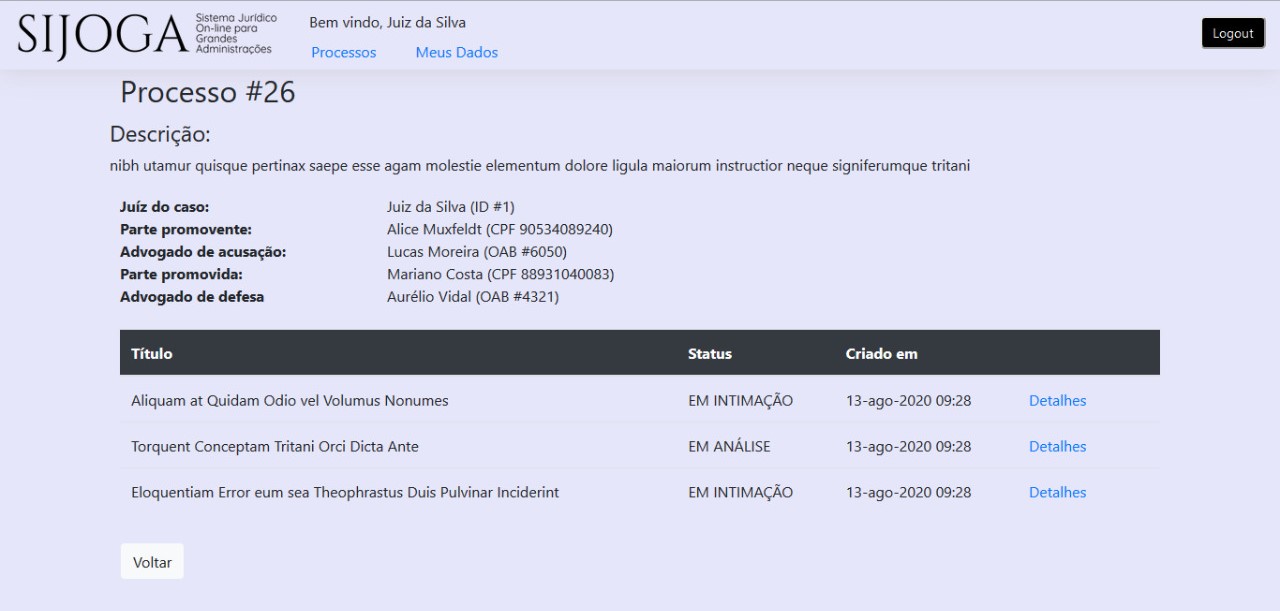 SIJOGA
Sistema Jurídico
On-line para
Grandes
Administrações
Bem vindo, Juiz da Silva
Processos Meus Dados
Logout
Processo #26
Descrição:
nibh utamur quisque pertinax saepe esse agam molestie elementum dolore ligula maiorum instructior neque signiferumque tritani
Juíz do caso: Juiz da Silva (ID #1)
Parte promovente: Alice Muxfeldt (CPF 90534089240)
Advogado de acusação: Lucas Moreira (OAB #6050)
Parte promovida: Mariano Costa (CPF 88931040083)
Advogado de defesa Aurélio Vidal (OAB #4321)
Título Status Criado em
Aliquam at Quidam Odio vel Volumus Nonumes EM INTIMAÇÃO 13-ago-2020 09:28 Detalhes
Torquent Conceptam Tritani Orci Dicta Ante EM ANÁLISE 13-ago-2020 09:28 Detalhes
Eloquentiam Error eum sea Theophrastus Duis Pulvinar Inciderint EM INTIMAÇÃO 13-ago-2020 09:28 Detalhes
Voltar